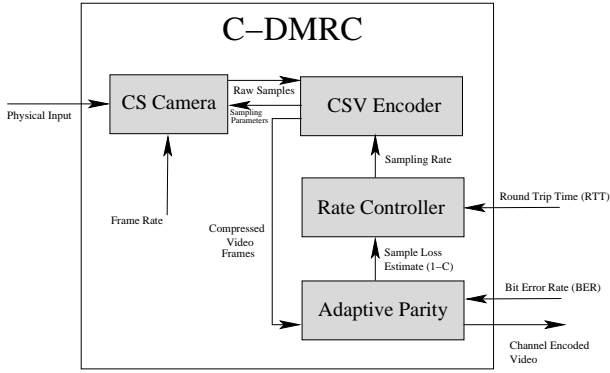 C–DMRC
CS Camera
Raw Samples
CSV Encoder
Physical Input
Sampling
Parameters
Sampling Rate
Frame Rate
Rate Controller
Round Trip Time (RTT)
Compressed
Video
Frames
Sample Loss
Estimate (1–C)
Adaptive Parity
Bit Error Rate (BER)
Channel Encoded
Video